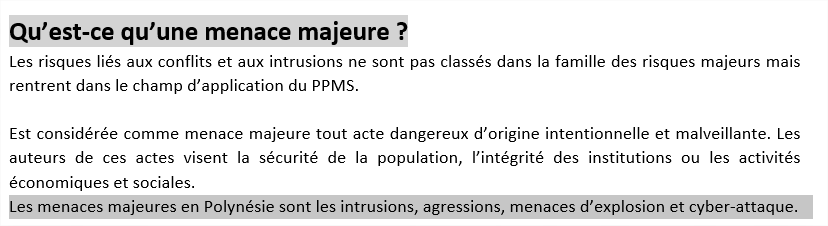 Qu’est-ce qu’une menace majeure ?
Les risques liés aux conflits et aux intrusions ne sont pas classés dans la famille des risques majeurs mais
rentrent dans le champ d’application du PPMS.
Est considérée comme menace majeure tout acte dangereux d’origine intentionnelle et malveillante. Les
auteurs de ces actes visent la sécurité de la population, l’intégrité des institutions ou les activités
économiques et sociales.
Les menaces majeures en Polynésie sont les intrusions, agressions, menaces d’explosion et cyber-attaque.